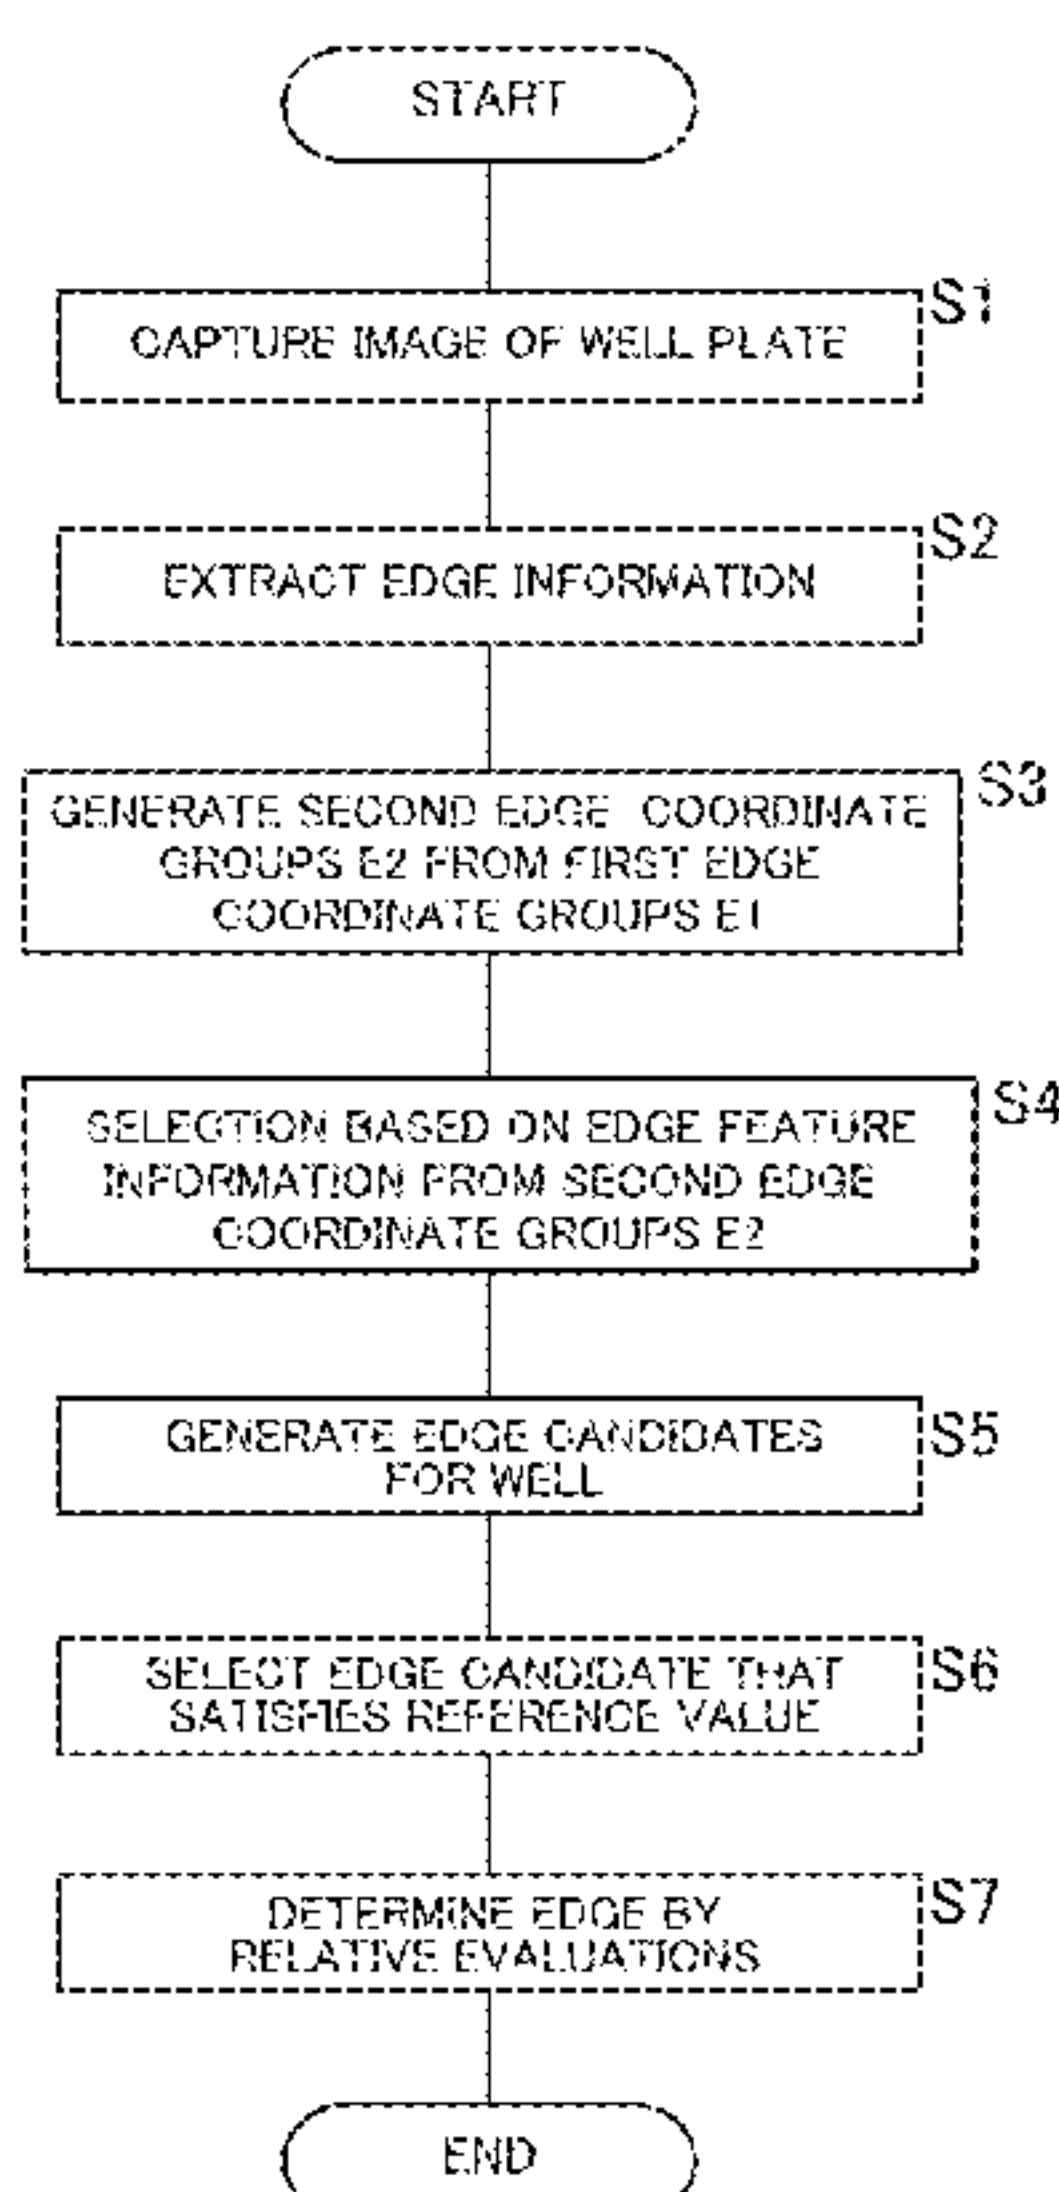 START
S1
CAPTURE IMAGE OF WELL PLATE
S2
EXTRACT EDGE INFORMATION
S3
GENERATE SECOND EDGE COORDINATE
GROUPS E2 FROM FIRST EDGE
COORDINATE GROUPS E1
S4
SELECTION BASED ON EDGE FEATURE
INFORMATION FROM SECOND EDGE
COORDINATE GROUPS E2
S5
GENERATE EDGE CANDIDATES
FOR WELL
S6
SELECT EDGE CANDIDATE THAT
SATISFIES REFERENCE VALUE
S7
DETERMINE EDGE BY
RELATIVE EVALUATIONS
END